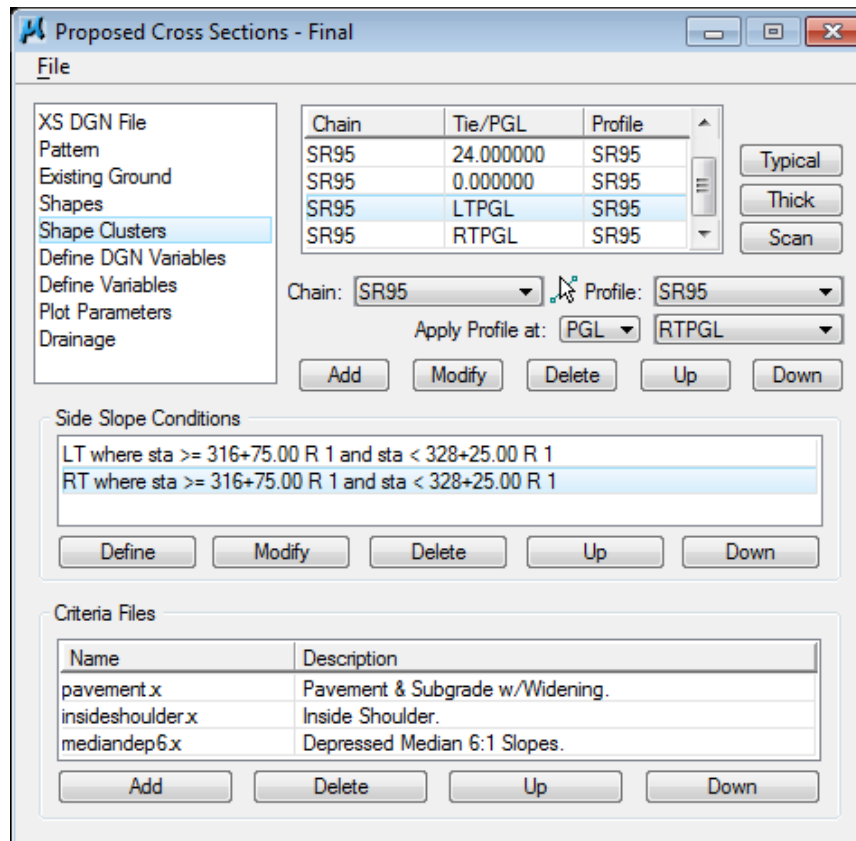 Proposed Cross Sections - Final
File
XS DGN File
Pattern
Existing Ground
Shapes
Shape Clusters
Define DGN Variables
Define Variables
Plot Parameters
Drainage
Chain Tie/PGL Profile
SR95 24.000000 SR95
SR95 0.000000 SR95
SR95 LTPGL SR95
SR95 RTPGL SR95
Typical
Thick
Scan
Chain: SR95 Profile: SR95
Apply Profile at: PGL RTPGL
Add Modify Delete Up Down
Side Slope Conditions
LT where sta >= 316+75.00 R 1 and sta < 328+25.00 R 1
RT where sta >= 316+75.00 R 1 and sta < 328+25.00 R 1
Define Modify Delete Up Down
Criteria Files
Name Description
pavement.x Pavement & Subgrade w/Widening.
insideshoulder.x Inside Shoulder.
mediandep6.x Depressed Median 6:1 Slopes.
Add Delete Up Down